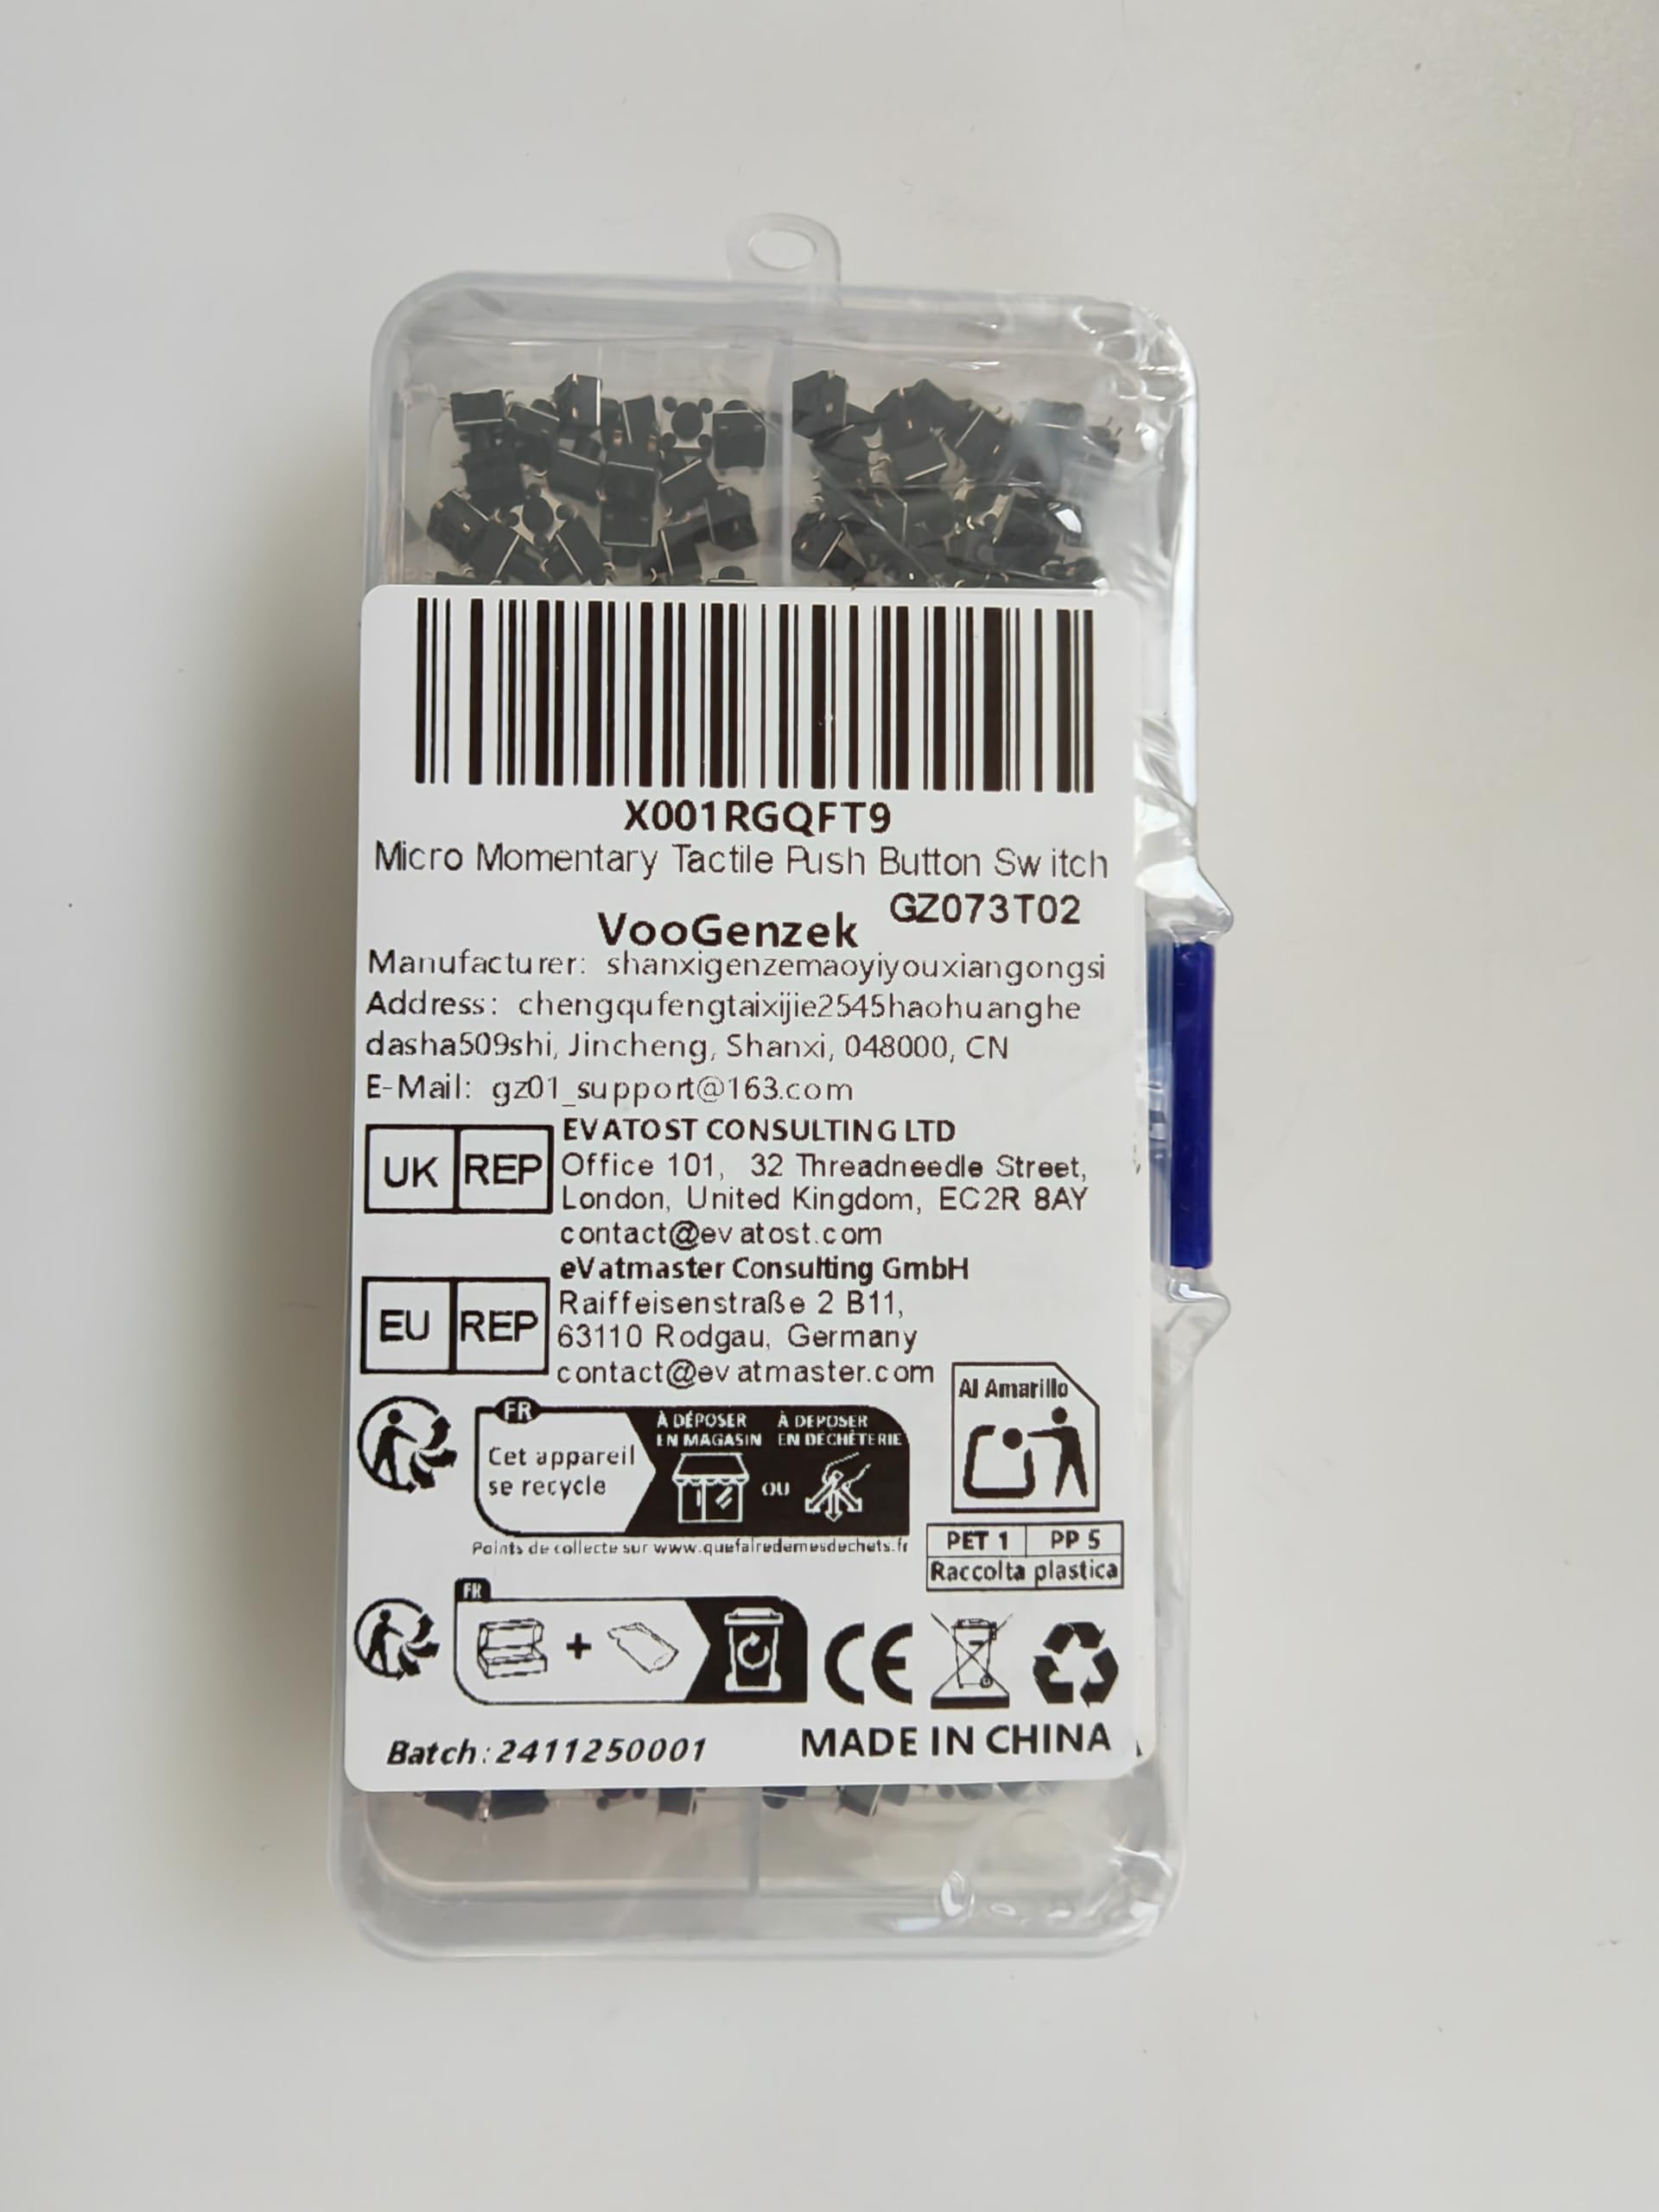 X001RGQFT9
Micro Momentary Tactile Push Button Switch
GZ073T02
VooGenzek
Manufacturer: shanxigenzemaoyiyouxiangongsi
Address: chengqufengtaixijie2545haohuanghe
dasha509shi, Jincheng, Shanxi, 048000, CN
E-Mail: gz01_support@163.com
UK REP
EVATOST CONSULTING LTD
Office 101, 32 Threadneedle Street,
London, United Kingdom, EC2R 8AY
contact@evatost.com
EU REP
eVatmaster Consulting GmbH
Raiffeisenstraße 2 B11,
63110 Rodgau, Germany
contact@evatmaster.com
Al Amarillo
FR
Cet appareil
se recycle
À DÉPOSER
EN MAGASIN
OU
À DÉPOSER
EN DÉCHÈTERIE
Points de collecte sur www.quefairedemesdechets.fr
PET 1 PP 5
Raccolta plastica
FR
+
CE
Batch:2411250001
MADE IN CHINA